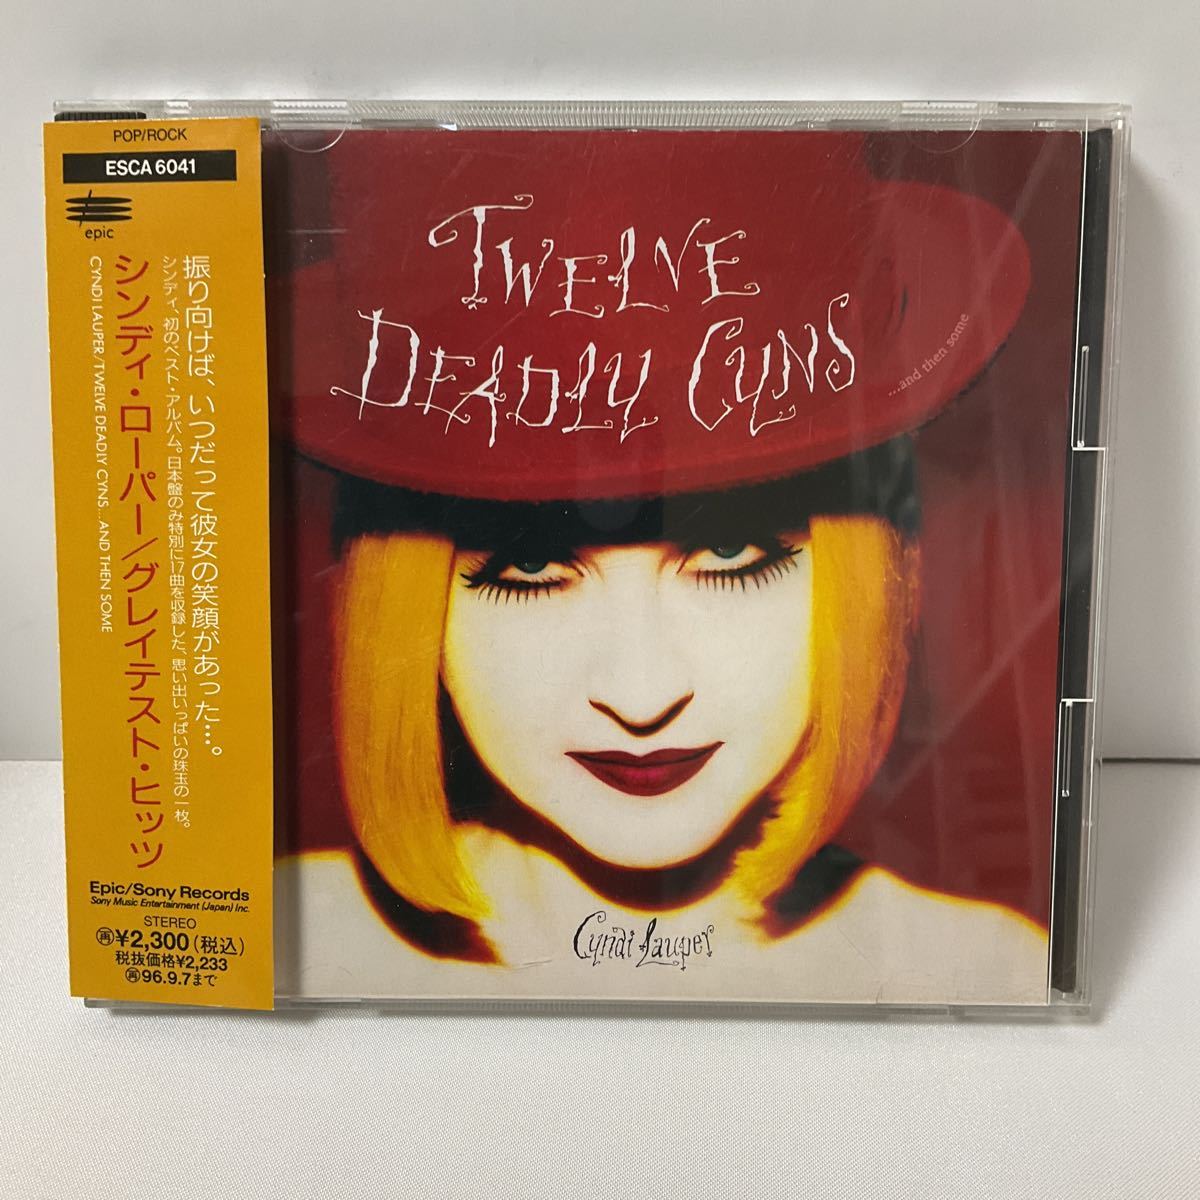 POP/ROCK
ESCA 6041
epic
振り向けば、いつだって彼女の笑顔があった…。
シンディ、初のベスト・アルバム。日本盤のみ特別に17曲を収録した、思い出いっぱいの珠玉の一枚。
シンディ・ローパー/グレイテスト・ヒッツ
CYNDI LAUPER/TWELVE DEADLY CYNS...AND THEN SOME
Epic/Sony Records
Sony Music Entertainment (Japan) Inc.
STEREO
再¥2,300(税込)
税抜価格¥2,233
再96.9.7まで
TWELVE
DEADLY CYNS
...and then some
Cyndi Lauper